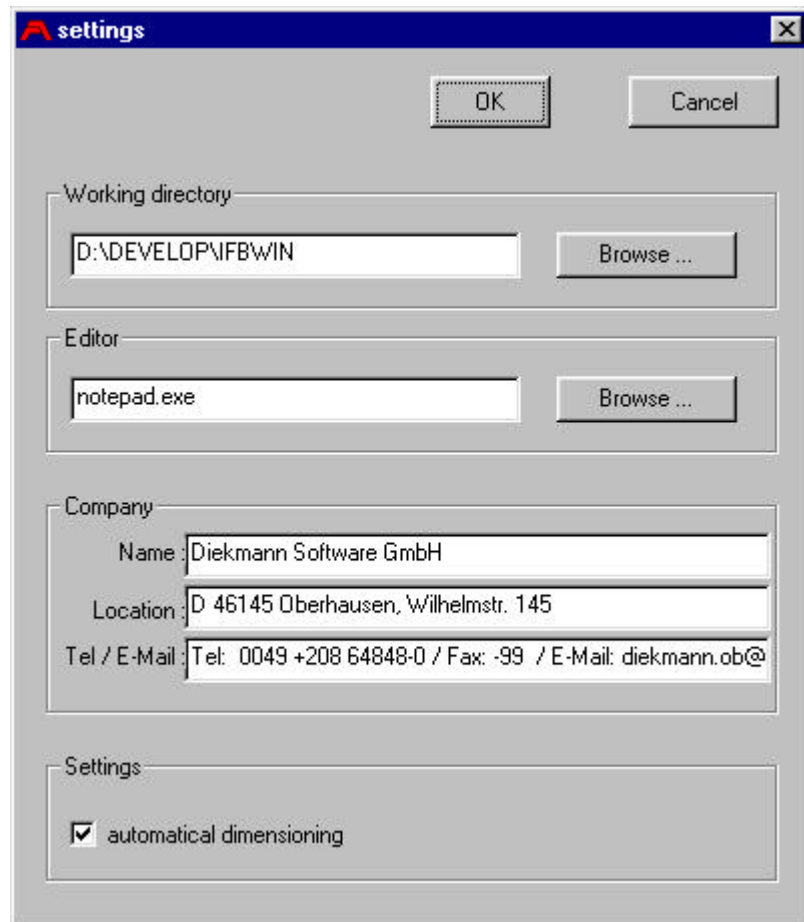 settings
OK Cancel
Working directory
D:\DEVELOP\IFBWIN Browse ...
Editor
notepad.exe Browse ...
Company
Name : Diekmann Software GmbH
Location : D 46145 Oberhausen, Wilhelmstr. 145
Tel / E-Mail : Tel:  0049 +208 64848-0 / Fax: -99  / E-Mail: diekmann.ob@
Settings
automatical dimensioning